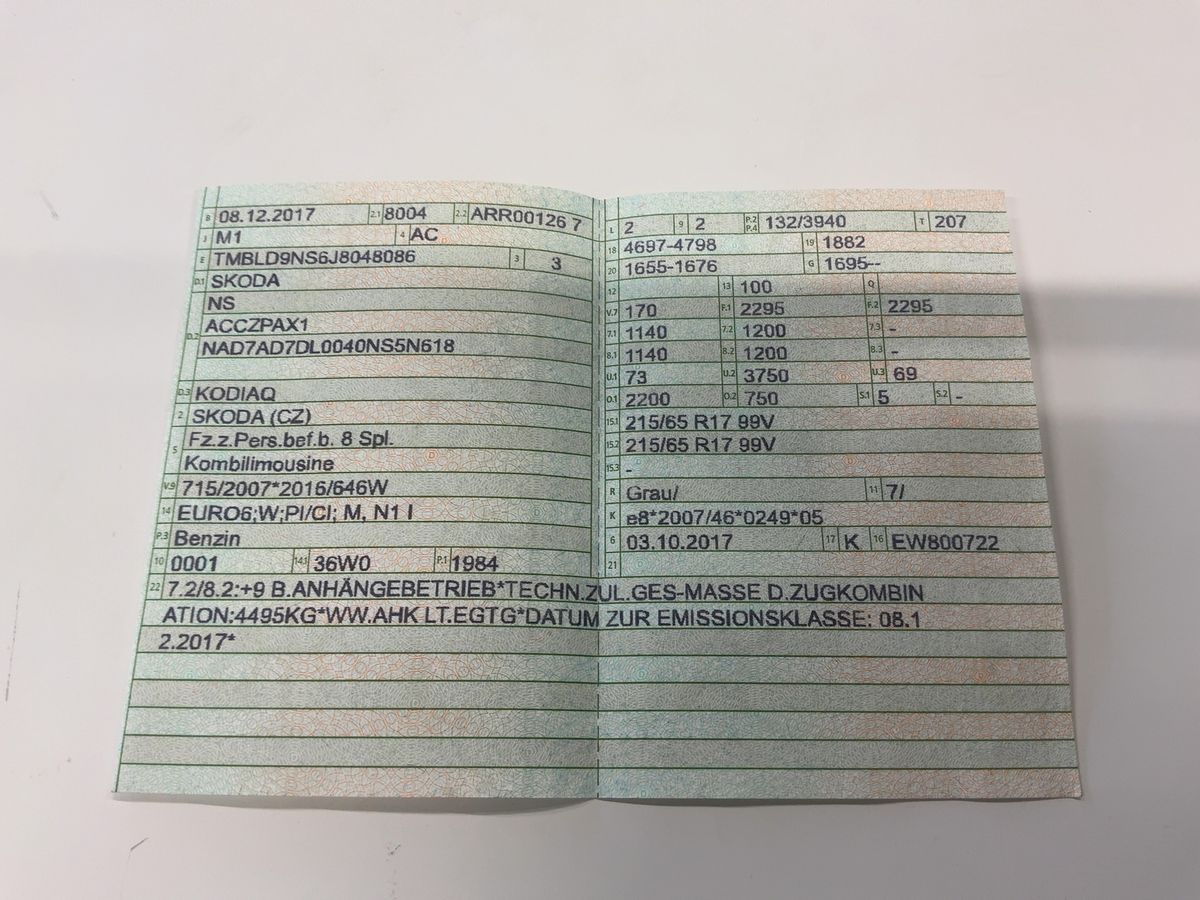 B 08.12.2017 2.1 8004 2.2 ARR00126 7
J M1 4 AC
E TMBLD9NS6J8048086 3 3
D.1 SKODA
NS
D.2 ACCZPAX1
NAD7AD7DL0040NS5N618
D.3 KODIAQ
2 SKODA (CZ)
5 Fz.z.Pers.bef.b. 8 Spl.
Kombilimousine
V.9 715/2007*2016/646W
14 EURO6;W;PI/CI; M, N1 I
P.3 Benzin
10 0001 14.1 36W0 P.1 1984
L 2 9 2 P.2 P.4 132/3940 T 207
18 4697-4798 19 1882
20 1655-1676 G 1695--
12 13 100 Q
V.7 170 F.1 2295 F.2 2295
7.1 1140 7.2 1200 7.3 -
8.1 1140 8.2 1200 8.3 -
U.1 73 U.2 3750 U.3 69
O.1 2200 O.2 750 S.1 5 S.2 -
15.1 215/65 R17 99V
15.2 215/65 R17 99V
15.3 -
R Grau/ 11 7/
K e8*2007/46*0249*05
6 03.10.2017 17 K 16 EW800722
21
22 7.2/8.2:+9 B.ANHÄNGEBETRIEB*TECHN.ZUL.GES-MASSE D.ZUGKOMBIN
ATION:4495KG*WW.AHK LT.EGTG*DATUM ZUR EMISSIONSKLASSE: 08.1
2.2017*